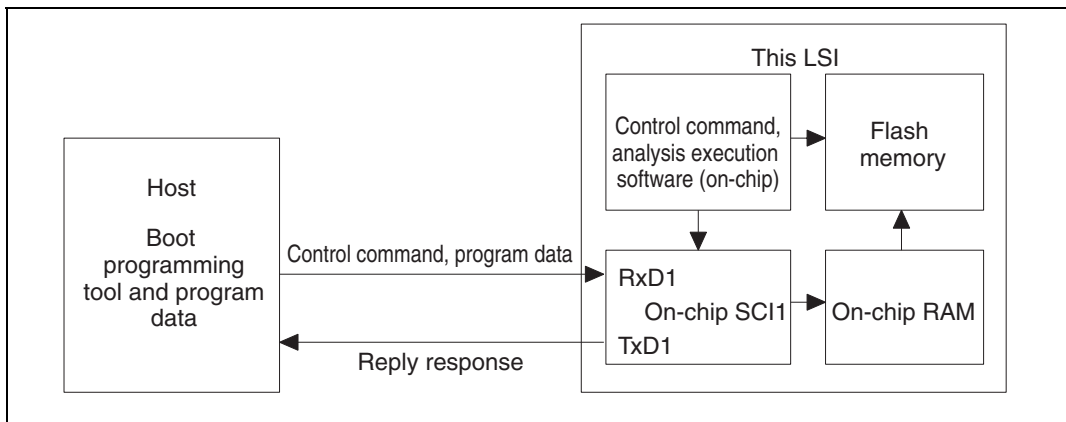 This LSI
Host
Boot
programming
tool and program
data
Control command, program data
Reply response
Control command,
analysis execution
software (on-chip)
Flash
memory
RxD1
On-chip SCI1
TxD1
On-chip RAM